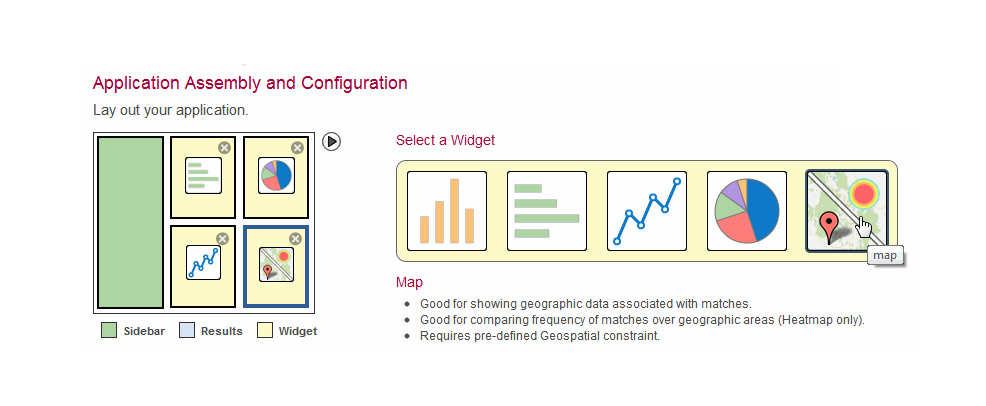 Application Assembly and Configuration
Lay out your application.
Select a Widget
map
Map
Good for showing geographic data associated with matches.
Good for comparing frequency of matches over geographic areas (Heatmap only).
Requires pre-defined Geospatial constraint.
Sidebar Results Widget